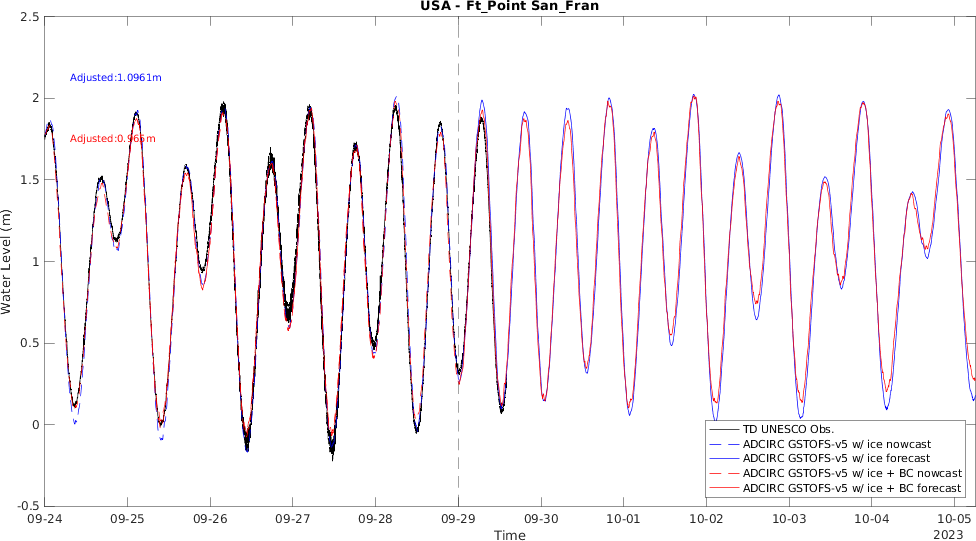 USA - Ft_Point San_Fran
2.5
2
1.5
1
0.5
0
-0.5
Water Level (m)
Adjusted:1.0961m
Adjusted:0.965m
TD UNESCO Obs.
ADCIRC GSTOFS-v5 w/ ice nowcast
ADCIRC GSTOFS-v5 w/ ice forecast
ADCIRC GSTOFS-v5 w/ ice + BC nowcast
ADCIRC GSTOFS-v5 w/ ice + BC forecast
09-24 09-25 09-26 09-27 09-28 09-29 09-30 10-01 10-02 10-03 10-04 10-05
Time
2023